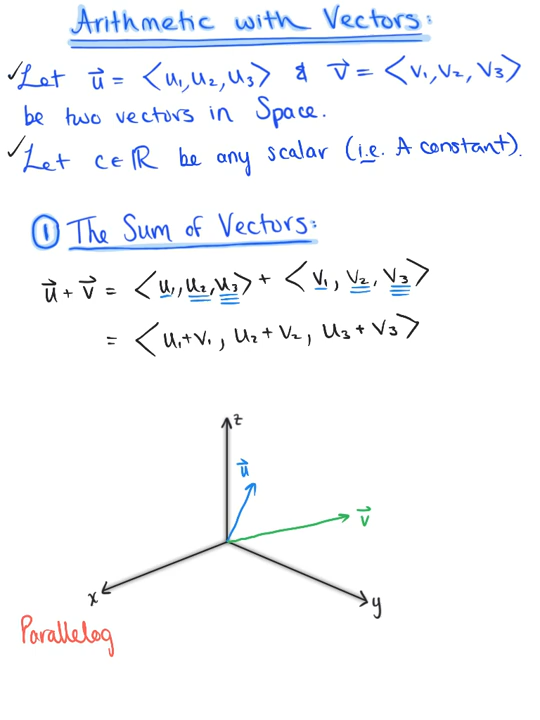 Arithmetic with Vectors:
✓Let u⃗ = <u₁, u₂, u₃> & v⃗ = <v₁, v₂, v₃>
be two vectors in Space.
✓Let c∈ℝ be any scalar (i.e. A constant).
① The Sum of Vectors:
u⃗ + v⃗ = <u₁, u₂, u₃> + <v₁, v₂, v₃>
= <u₁+v₁, u₂+v₂, u₃+v₃>
z
u⃗
v⃗
x
y
Parallelog